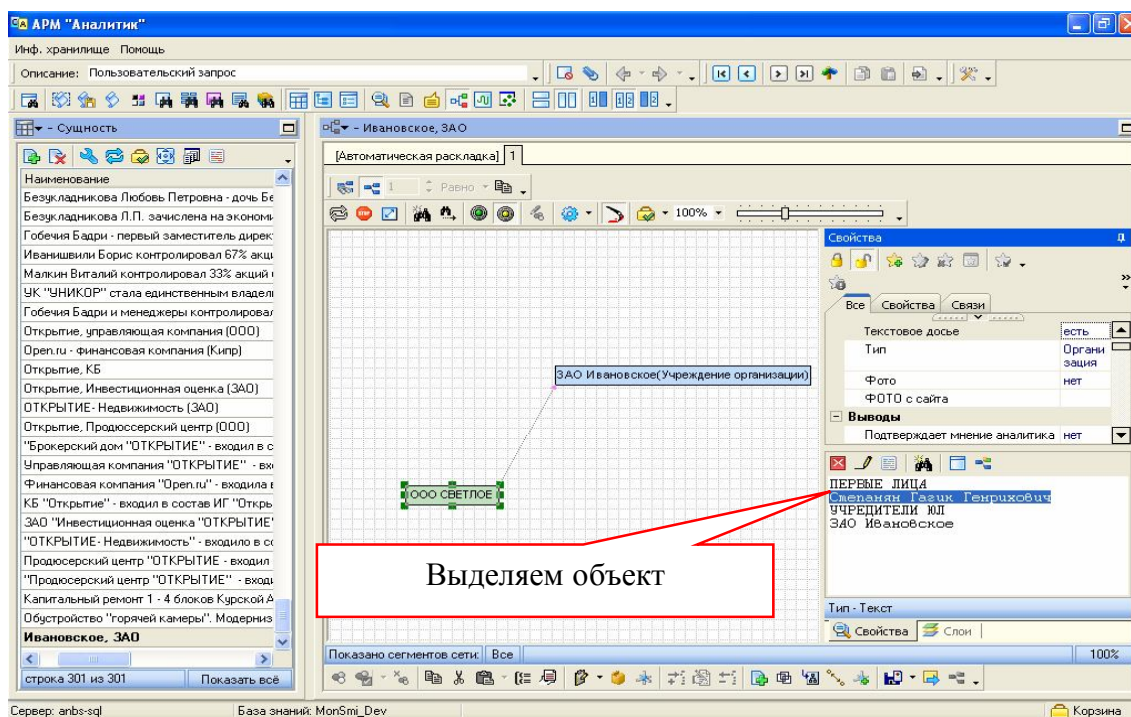 АРМ "Аналитик"
Инф. хранилище Помощь
Описание: Пользовательский запрос
- Сущность
- Ивановское, ЗАО
[Автоматическая раскладка] 1
1 Равно
100%
Наименование
Безукладникова Любовь Петровна - дочь Бе
Безукладникова Л.П. зачислена на экономи
Гобечия Бадри - первый заместитель дирек
Иванишвили Борис контролировал 67% акци
Малкин Виталий контролировал 33% акций
УК "УНИКОР" стала единственным владел
Гобечия Бадри и менеджеры контролировал
Открытие, управляющая компания (ООО)
Open.ru - финансовая компания (Кипр)
Открытие, КБ
Открытие, Инвестиционная оценка (ЗАО)
ОТКРЫТИЕ- Недвижимость (ЗАО)
Открытие, Продюссерский центр (ООО)
"Брокерский дом "ОТКРЫТИЕ" - входил в с
Управляющая компания "ОТКРЫТИЕ" - вхо
Финансовая компания "Open.ru" - входила в
КБ "Открытие" - входил в состав ИГ "Откры
ЗАО "Инвестиционная оценка "ОТКРЫТИЕ"
"ОТКРЫТИЕ- Недвижимость" - входило в со
Продюсерский центр "ОТКРЫТИЕ - входил
"Продюсерский центр "ОТКРЫТИЕ" - входи
Капитальный ремонт 1 - 4 блоков Курской А
Обустройство "горячей камеры". Модерниз
Ивановское, ЗАО
строка 301 из 301 Показать всё
ЗАО Ивановское(Учреждение организации)
ООО СВЕТЛОЕ
Выделяем объект
Свойства
Все Свойства Связи
Текстовое досье есть
Тип Органи
зация
Фото нет
ФОТО с сайта
Выводы
Подтверждает мнение аналитика нет
ПЕРВЫЕ ЛИЦА
Степанян Гагик Генрихович
УЧРЕДИТЕЛИ ЮЛ
ЗАО Ивановское
Тип - Текст
Свойства Слои
Показано сегментов сети: Все 100%
Сервер: anbs-sql База знаний: MonSmi_Dev Корзина